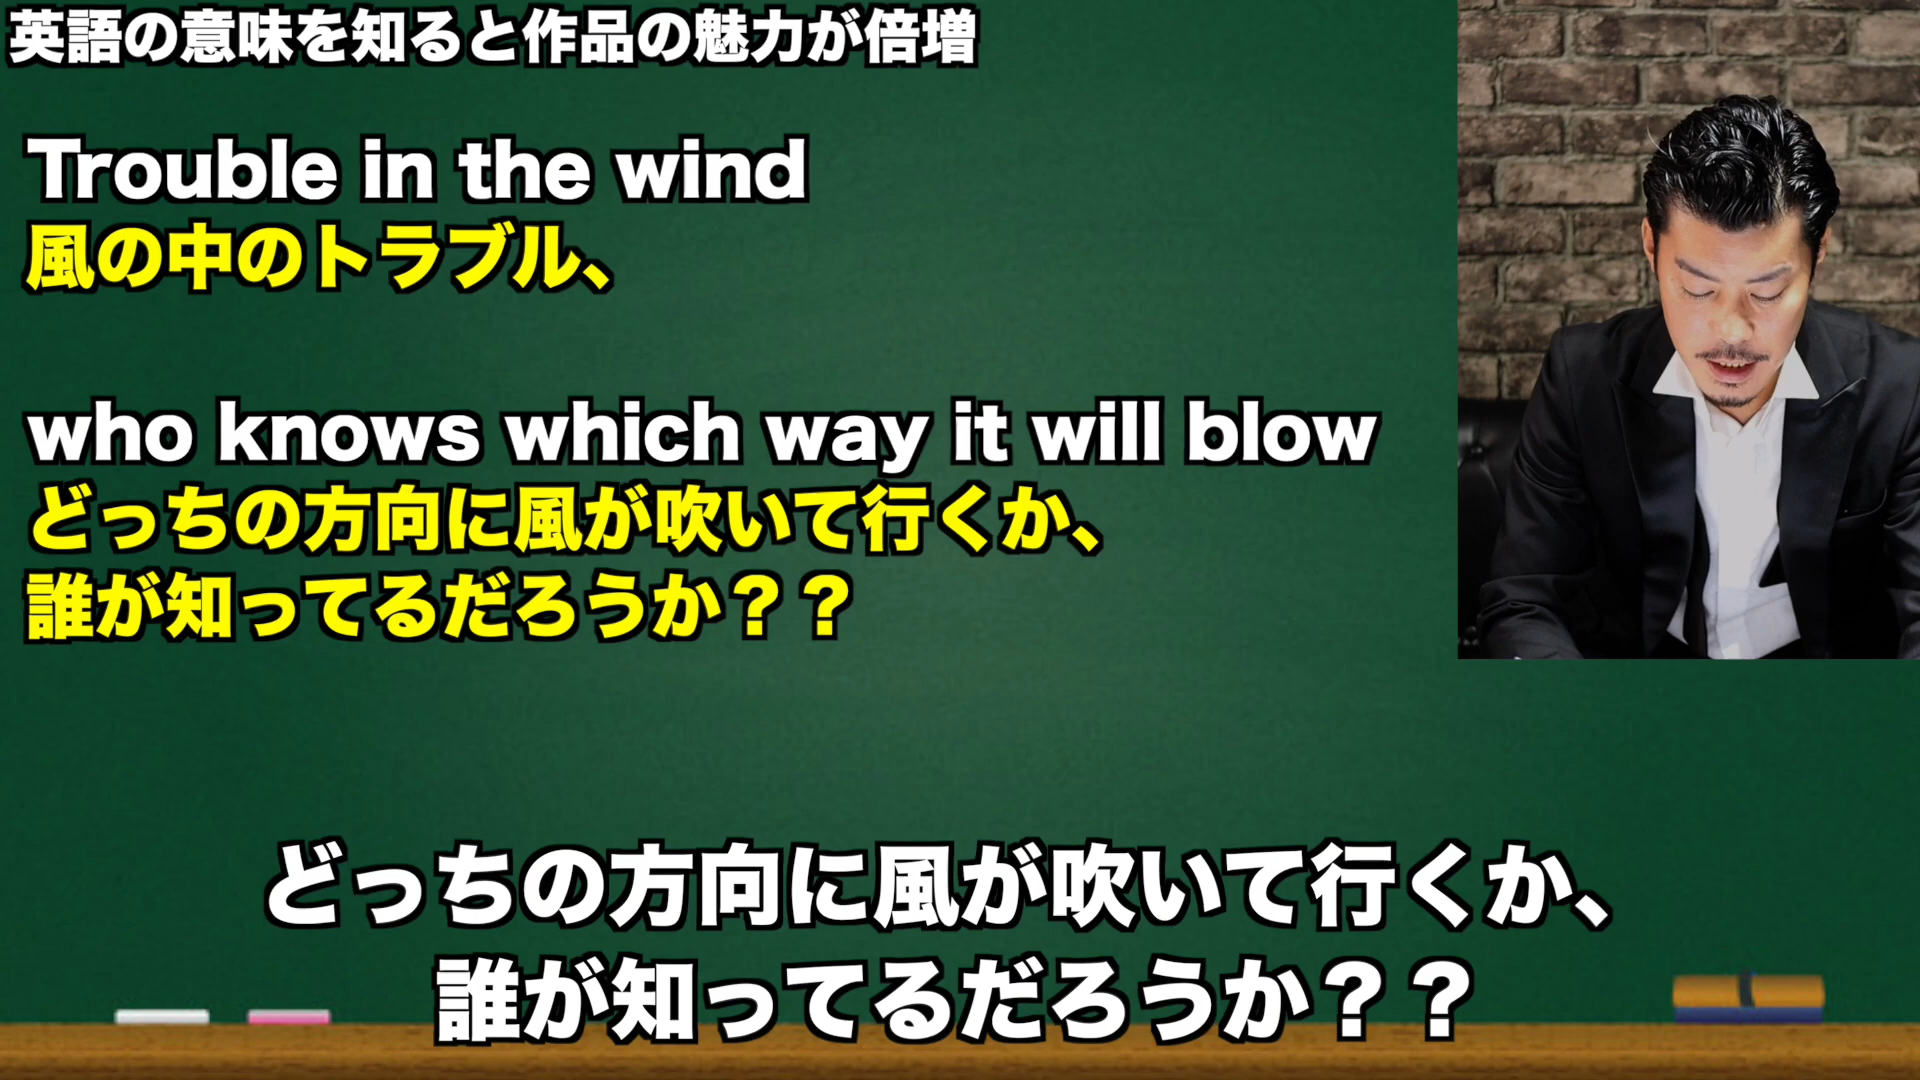 英語の意味を知ると作品の魅力が倍増
Trouble in the wind
風の中のトラブル、
who knows which way it will blow
どっちの方向に風が吹いて行くか、
誰が知ってるだろうか？？
どっちの方向に風が吹いて行くか、
誰が知ってるだろうか？？